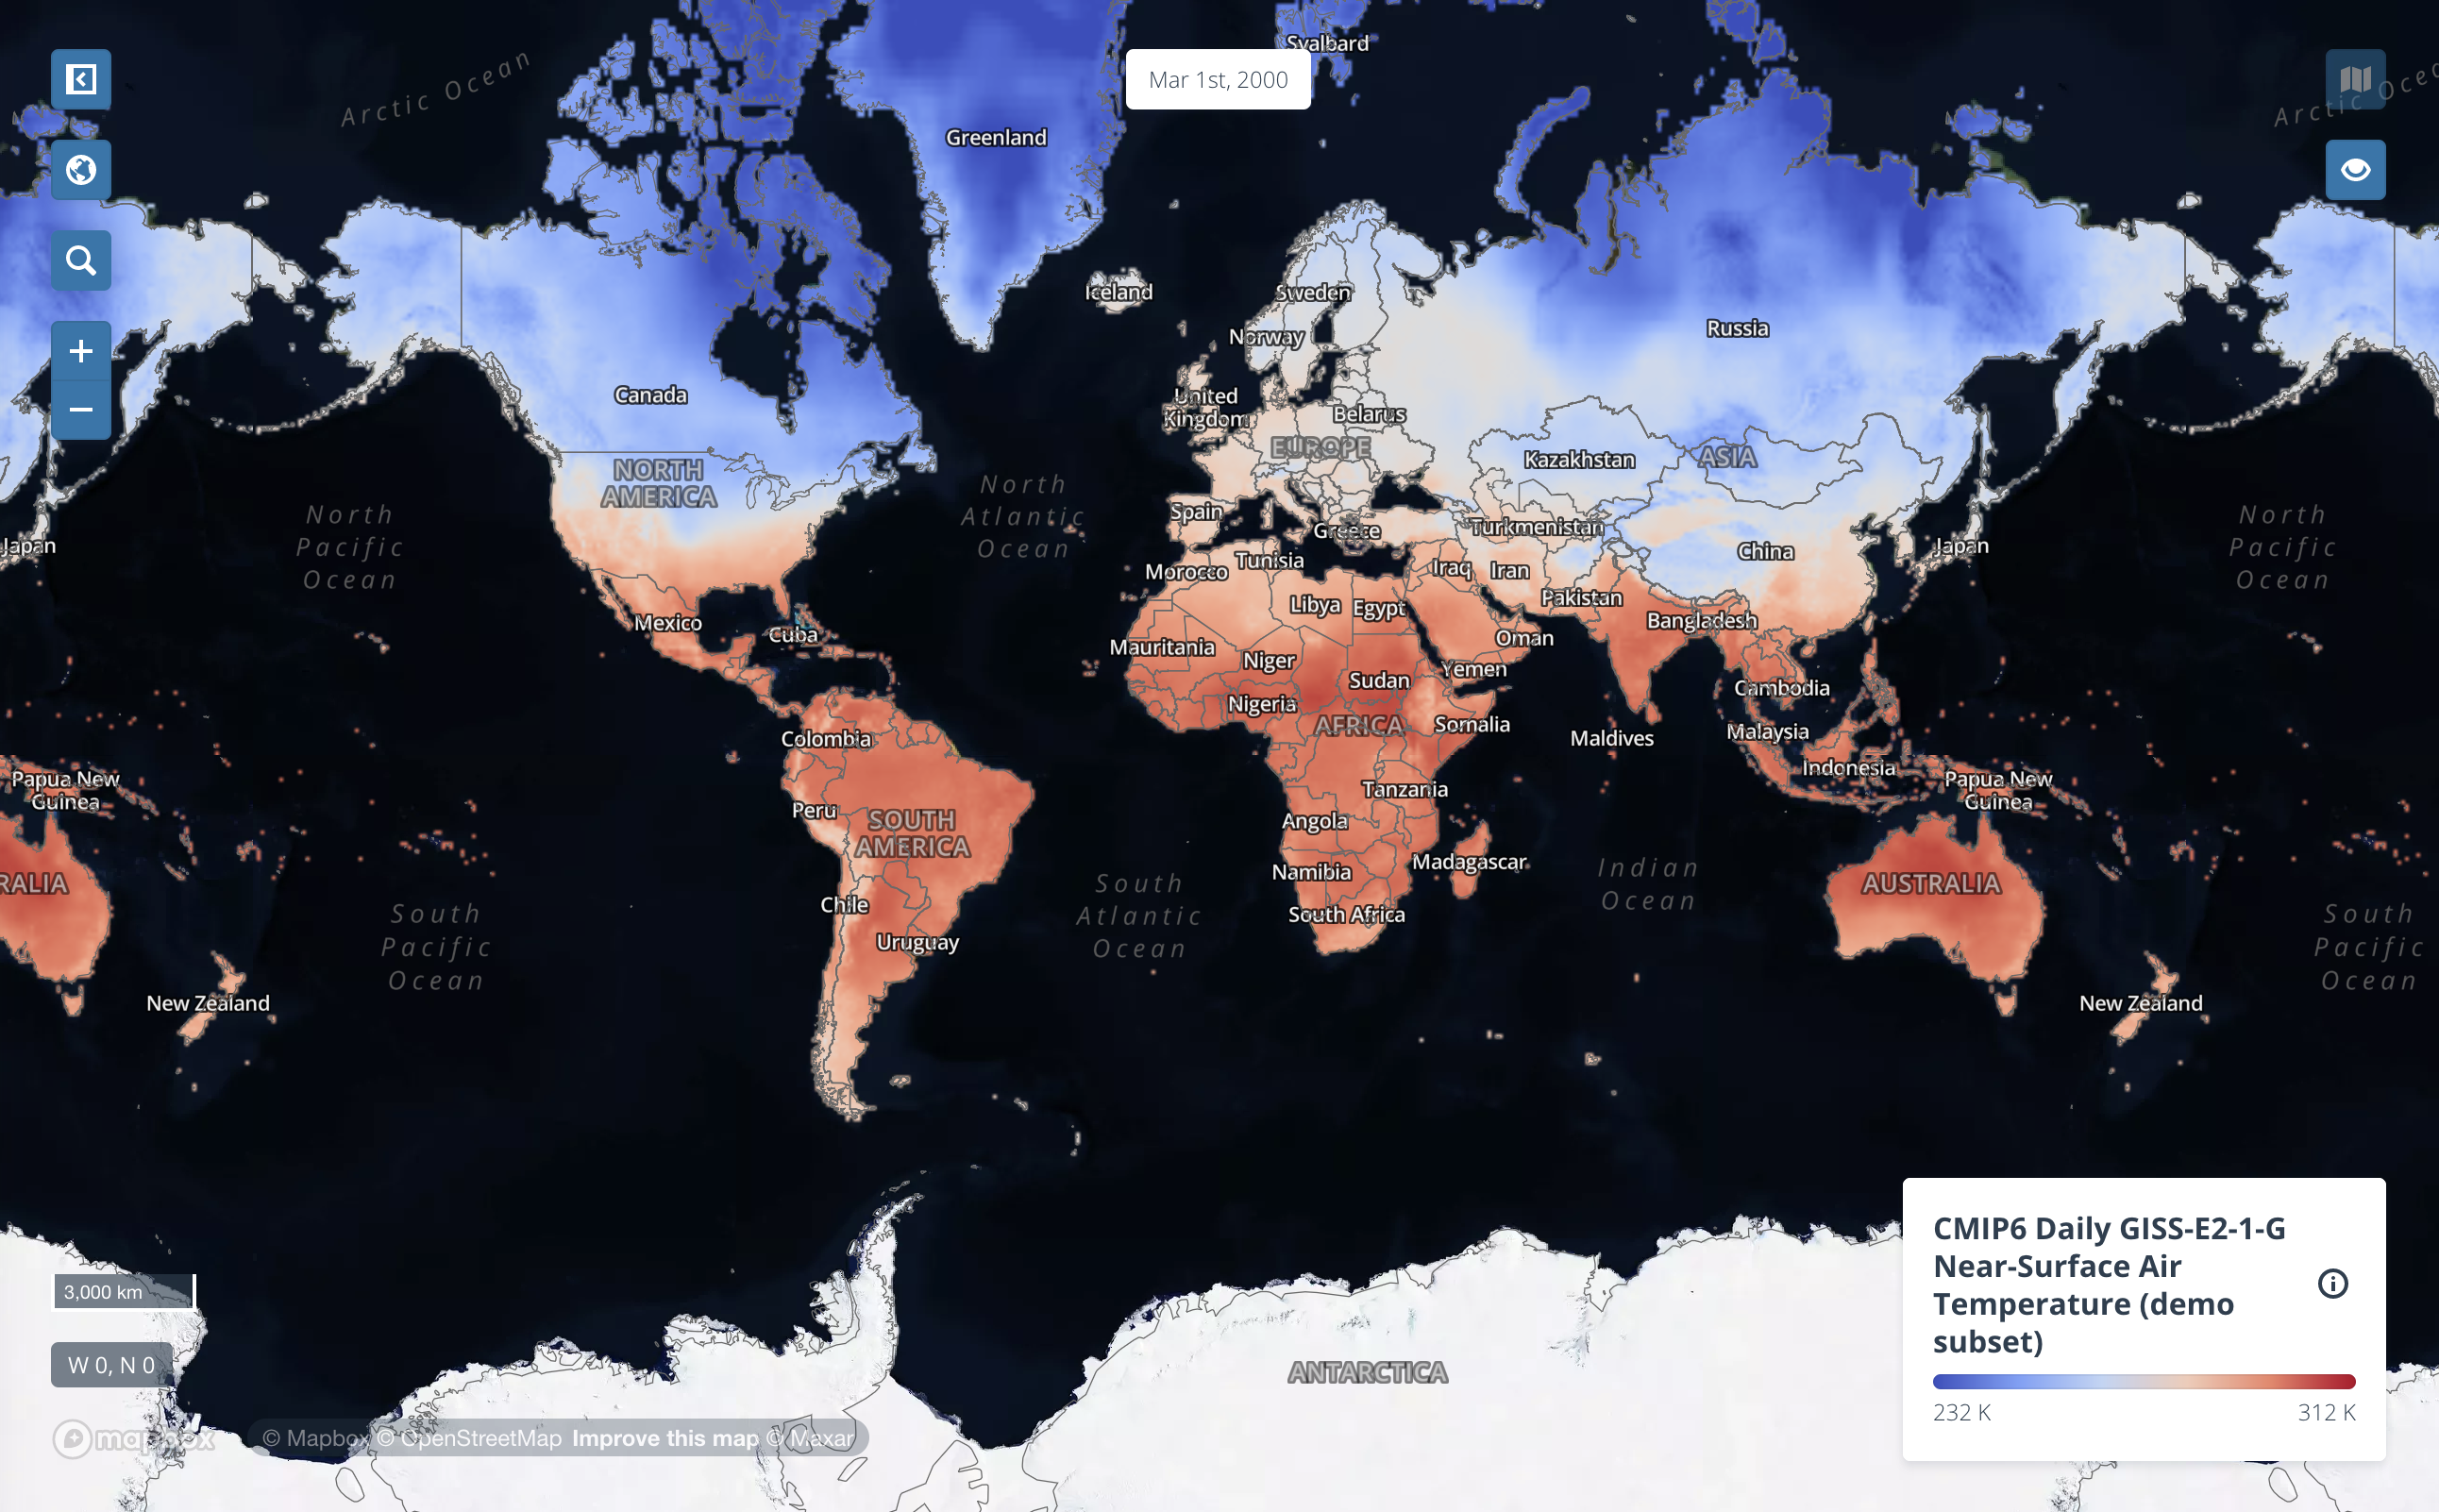 Svalbard
Arctic Ocean
Mar 1st, 2000
Arctic Ocec
Greenland
Iceland
Sweden
Norway
Russia
Canada
United
Kingdom
Belarus
EUROPE
NORTH
AMERICA
Kazakhstan
ASIA
North
Pacific
Ocean
North
Atlantic
Ocean
Spain
Greece
Turkmenistan
North
Pacific
Ocean
Japan
Morocco
Tunisia
Iraq
Iran
China
Japan
Mexico
Cuba
Libya
Egypt
Pakistan
Bangladesh
Oman
Mauritania
Niger
Sudan
Yemen
Nigeria
AFRICA
Somalia
Cambodia
Colombia
Maldives
Malaysia
Papua New
Guinea
Indonesia
Papua New
Guinea
Peru
SOUTH
AMERICA
Tanzania
Angola
RALIA
Namibia
Madagascar
Indian
Ocean
AUSTRALIA
South
Pacific
Ocean
Chile
Uruguay
South
Atlantic
Ocean
South Africa
South
Pacific
Ocean
New Zealand
New Zealand
3,000 km
W 0, N 0
ANTARCTICA
CMIP6 Daily GISS-E2-1-G
Near-Surface Air
Temperature (demo
subset)
232 K
312 K
mapbox
© Mapbox © OpenStreetMap Improve this map © Maxar